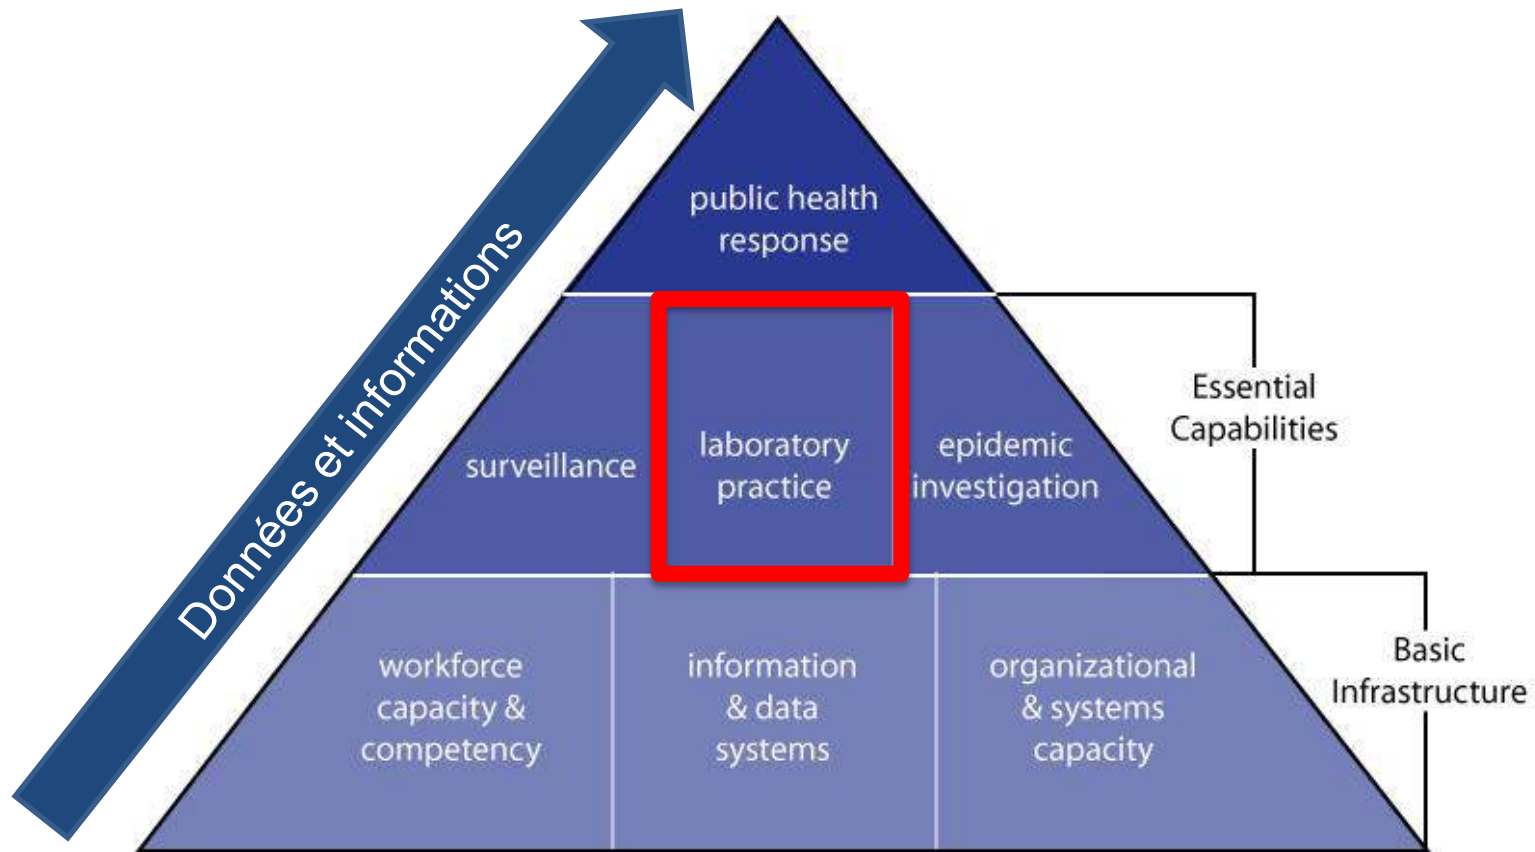 Données et informations
public health
response
surveillance
laboratory
practice
epidemic
investigation
Essential
Capabilities
workforce
capacity &
competency
information
& data
systems
organizational
& systems
capacity
Basic
Infrastructure